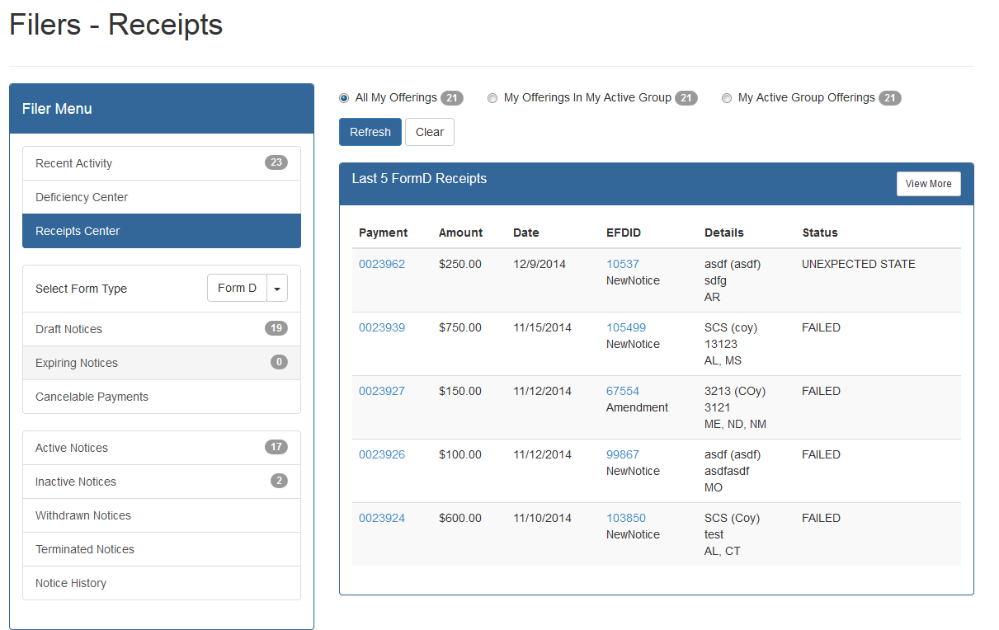 Filers - Receipts
Filer Menu
Recent Activity 23
Deficiency Center
Receipts Center
Select Form Type Form D
Draft Notices 19
Expiring Notices 0
Cancelable Payments
Active Notices 17
Inactive Notices 2
Withdrawn Notices
Terminated Notices
Notice History
All My Offerings 21 My Offerings In My Active Group 21 My Active Group Offerings 21
Refresh Clear
Last 5 FormD Receipts View More
Payment Amount Date EFDID Details Status
0023962 $250.00 12/9/2014 10537 asdf (asdf) UNEXPECTED STATE
NewNotice sdfg
AR
0023939 $750.00 11/15/2014 105499 SCS (coy) FAILED
NewNotice 13123
AL, MS
0023927 $150.00 11/12/2014 67554 3213 (COy) FAILED
Amendment 3121
ME, ND, NM
0023926 $100.00 11/12/2014 99867 asdf (asdf) FAILED
NewNotice asdfasdf
MO
0023924 $600.00 11/10/2014 103850 SCS (Coy) FAILED
NewNotice test
AL, CT